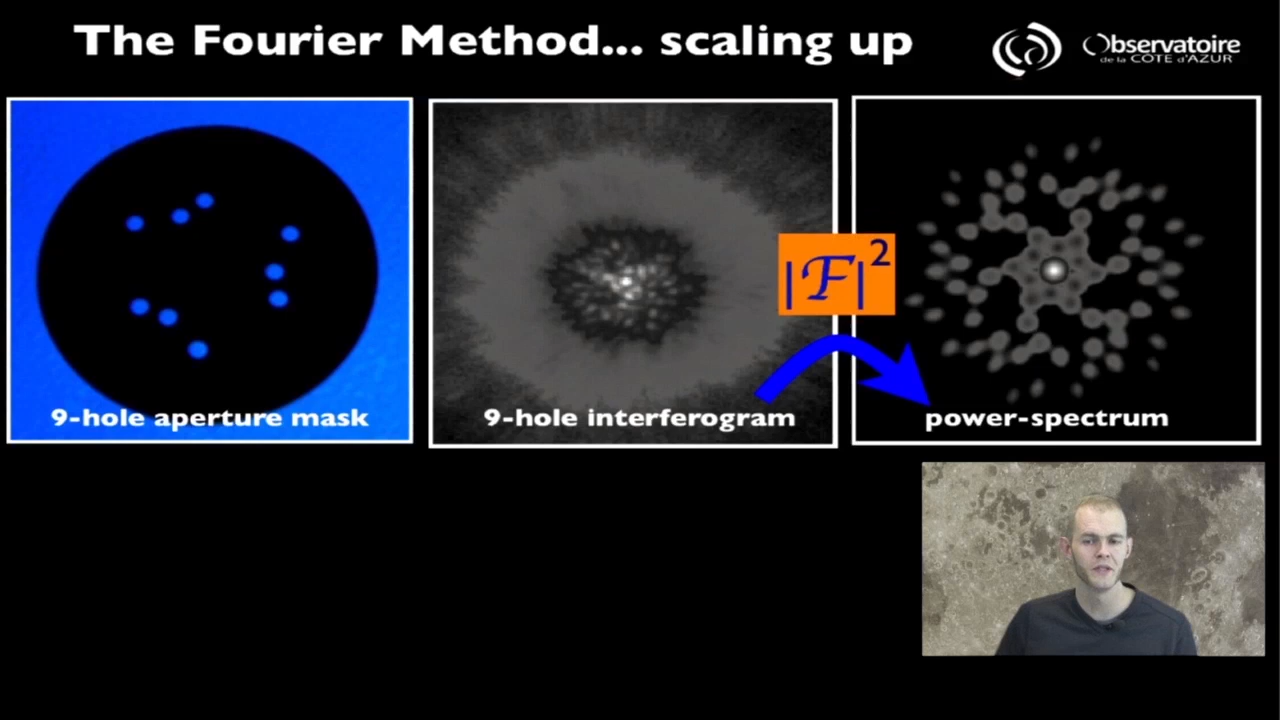 The Fourier Method... scaling up
Observatoire
de la CÔTE d'AZUR
|ℱ|²
9-hole aperture mask
9-hole interferogram
power-spectrum